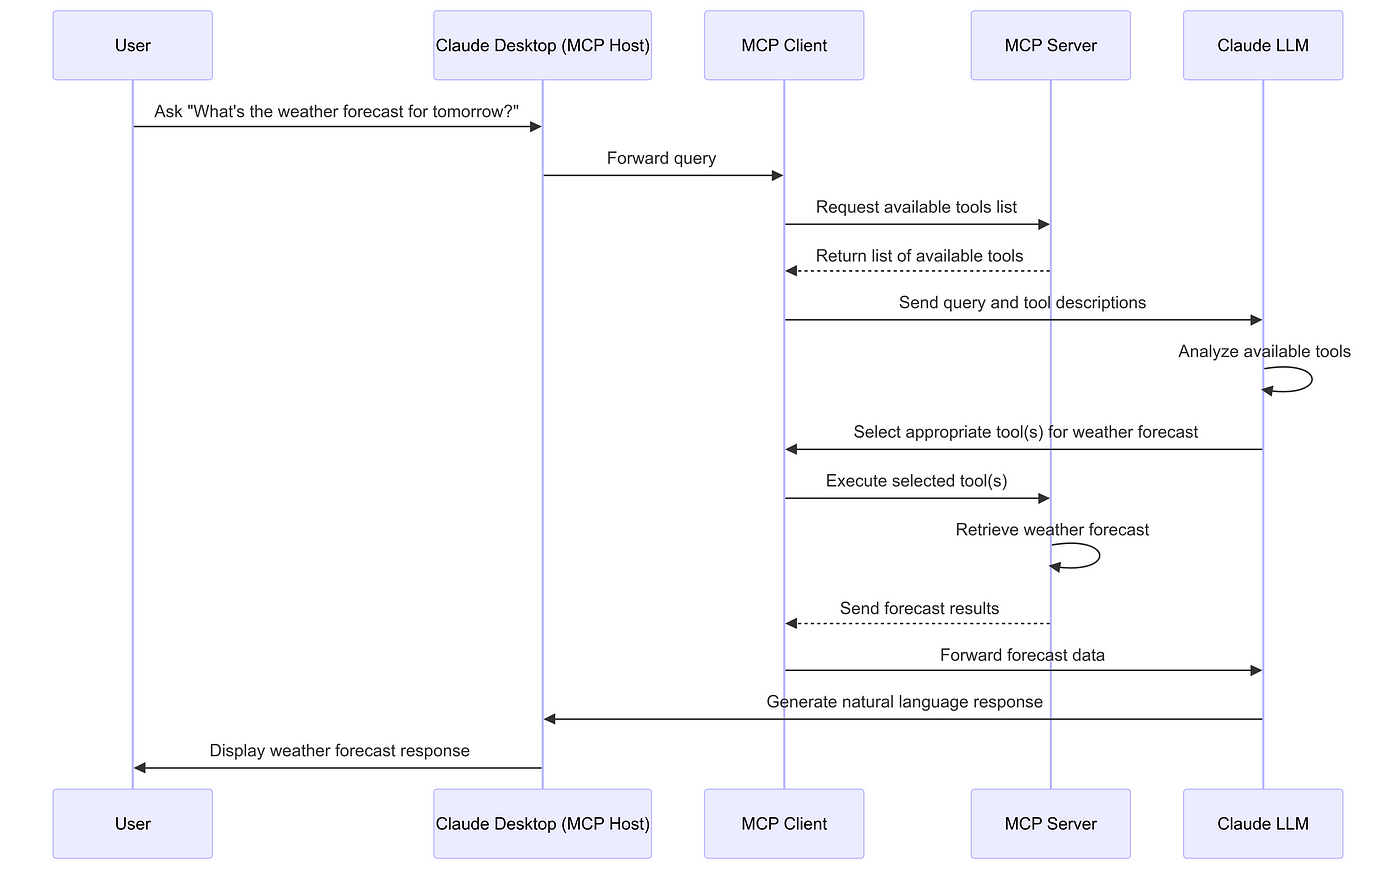 User
Claude Desktop (MCP Host)
MCP Client
MCP Server
Claude LLM
Ask "What's the weather forecast for tomorrow?"
Forward query
Request available tools list
Return list of available tools
Send query and tool descriptions
Analyze available tools
Select appropriate tool(s) for weather forecast
Execute selected tool(s)
Retrieve weather forecast
Send forecast results
Forward forecast data
Generate natural language response
Display weather forecast response
User
Claude Desktop (MCP Host)
MCP Client
MCP Server
Claude LLM